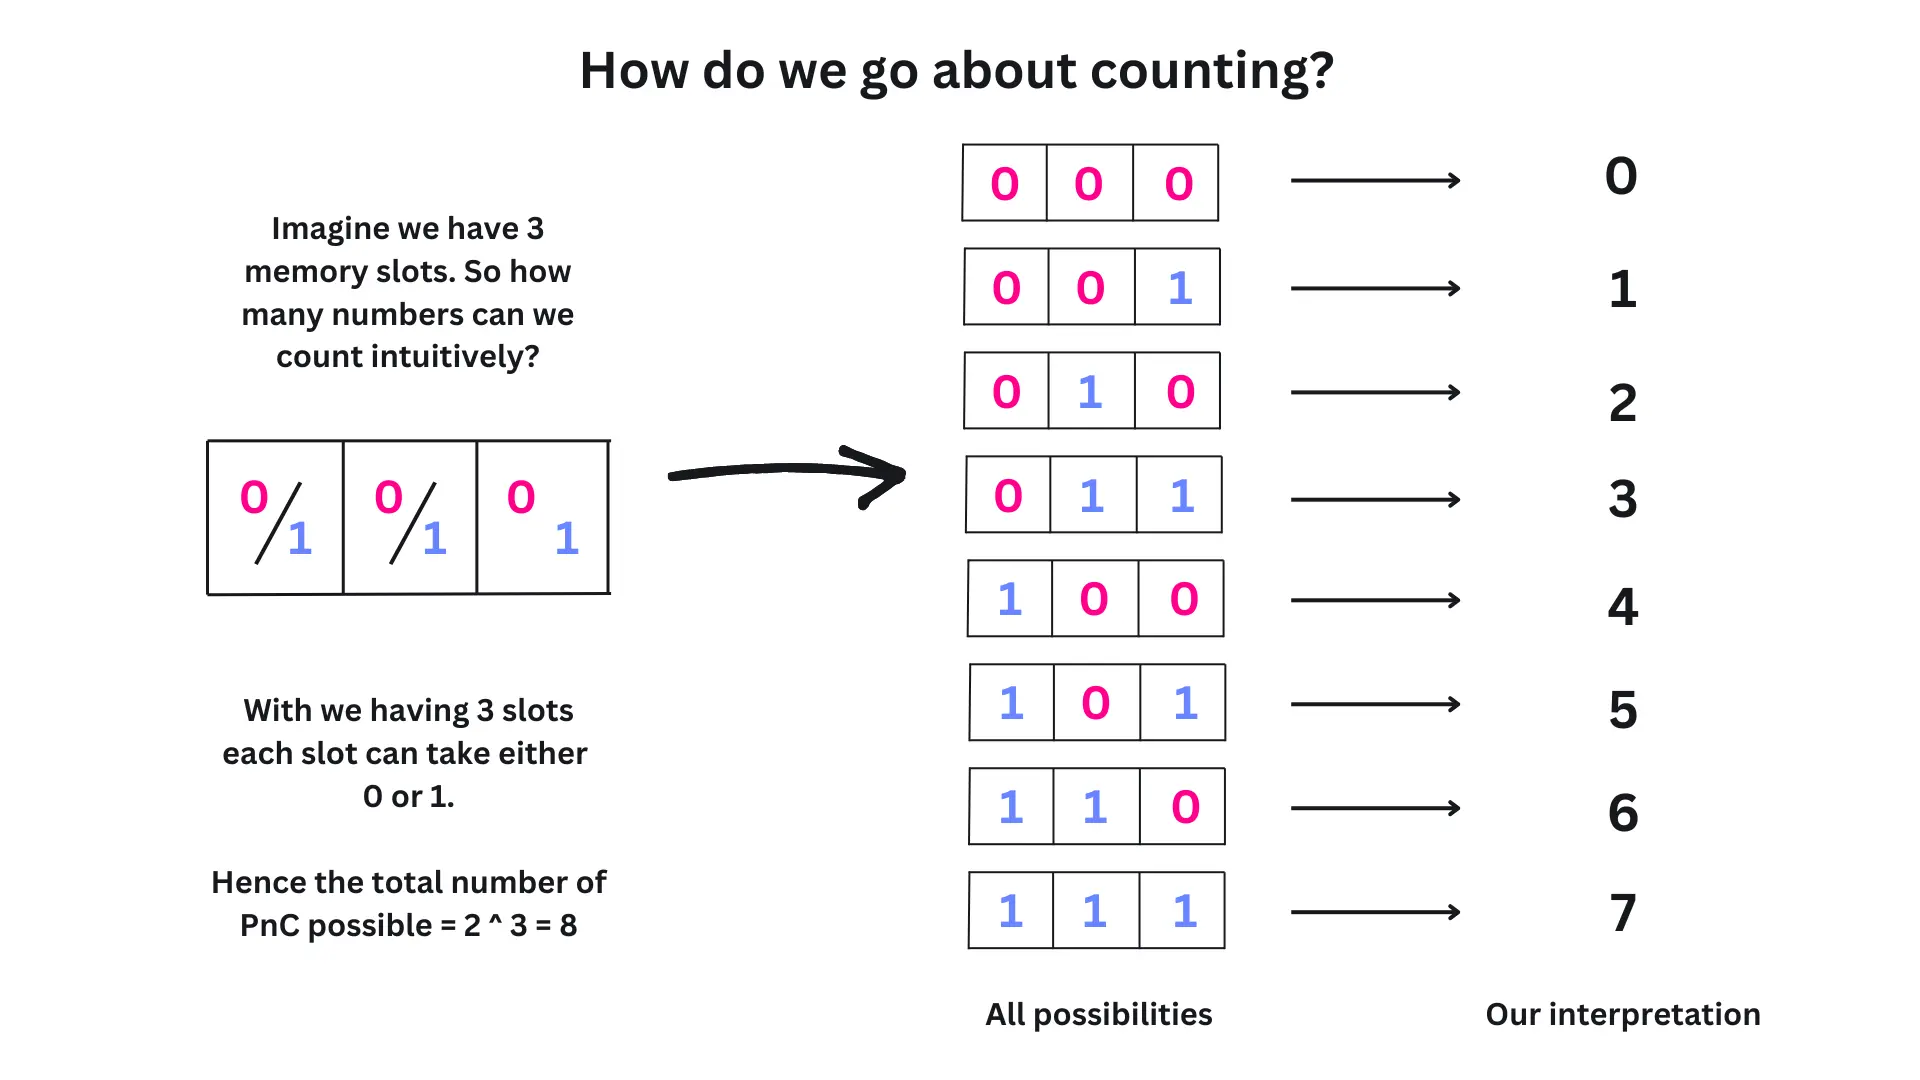 How do we go about counting?
Imagine we have 3
memory slots. So how
many numbers can we
count intuitively?
0/1 0/1 0 1
With we having 3 slots
each slot can take either
0 or 1.
Hence the total number of
PnC possible = 2 ^ 3 = 8
0 0 0 0
0 0 1 1
0 1 0 2
0 1 1 3
1 0 0 4
1 0 1 5
1 1 0 6
1 1 1 7
All possibilities
Our interpretation